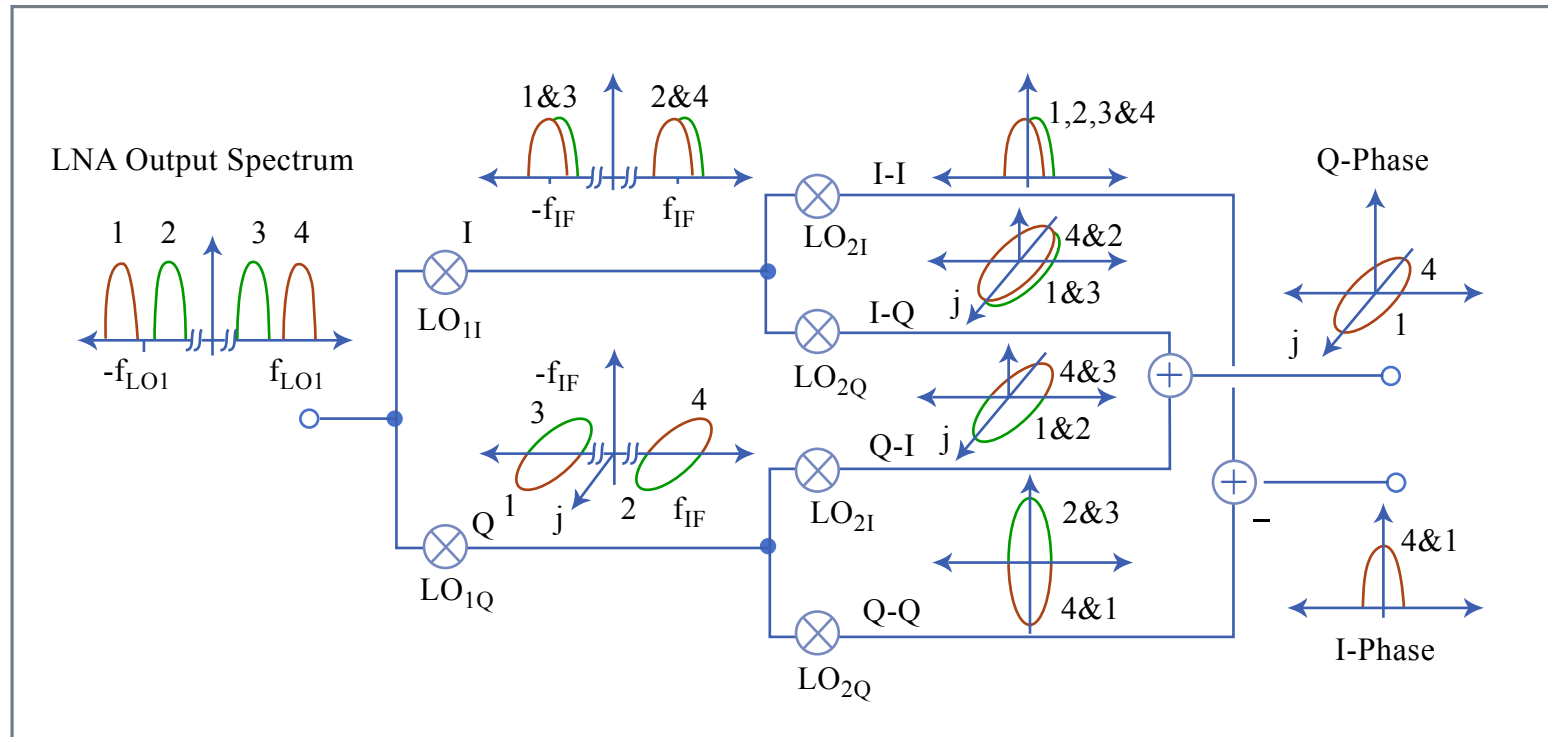 1&3
2&4
-fIF
fIF
1,2,3&4
LNA Output Spectrum
1
2
3
4
-fLO1
fLO1
I
LO1I
I-I
LO2I
4&2
1&3
j
I-Q
LO2Q
Q-Phase
4
1
j
-fIF
3
4
1
j
2
fIF
Q
LO1Q
4&3
1&2
j
Q-I
LO2I
+
+
−
2&3
4&1
Q-Q
LO2Q
4&1
I-Phase